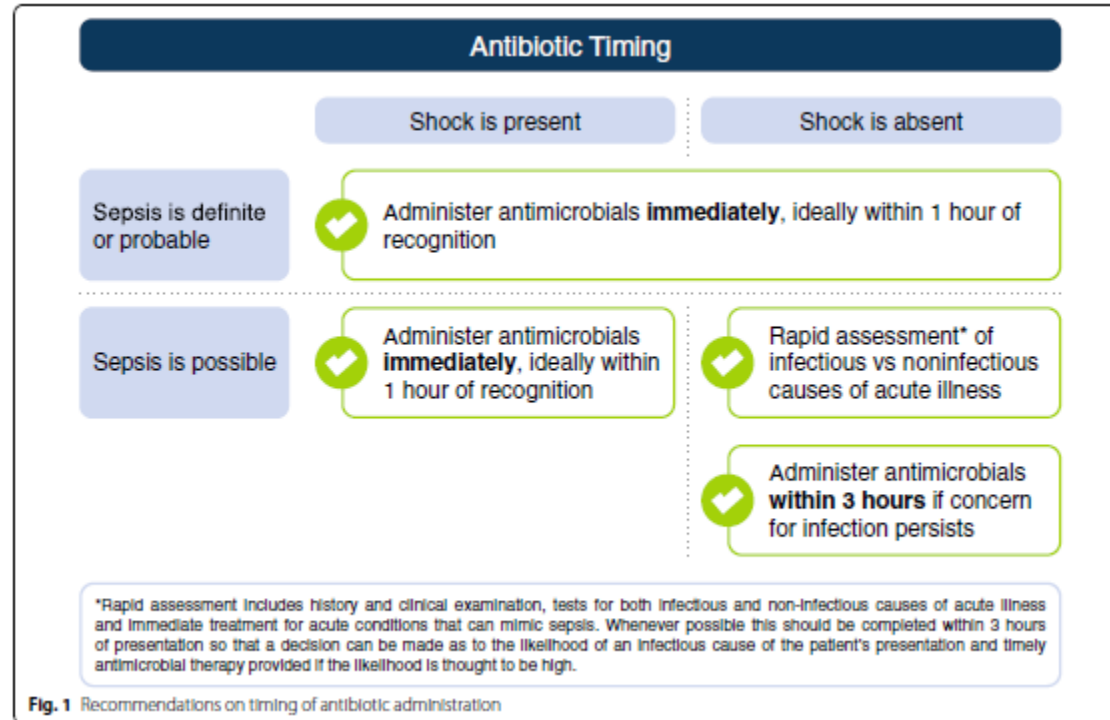 Antibiotic Timing
Shock is present
Shock is absent
Sepsis is definite
or probable
Administer antimicrobials immediately, ideally within 1 hour of
recognition
Sepsis is possible
Administer antimicrobials
immediately, ideally within
1 hour of recognition
Rapid assessment* of
infectious vs noninfectious
causes of acute illness
Administer antimicrobials
within 3 hours if concern
for infection persists
*Rapid assessment includes history and clinical examination, tests for both infectious and non-infectious causes of acute illness
and immediate treatment for acute conditions that can mimic sepsis. Whenever possible this should be completed within 3 hours
of presentation so that a decision can be made as to the likelihood of an infectious cause of the patient's presentation and timely
antimicrobial therapy provided if the likelihood is thought to be high.
Fig. 1 Recommendations on timing of antibiotic administration